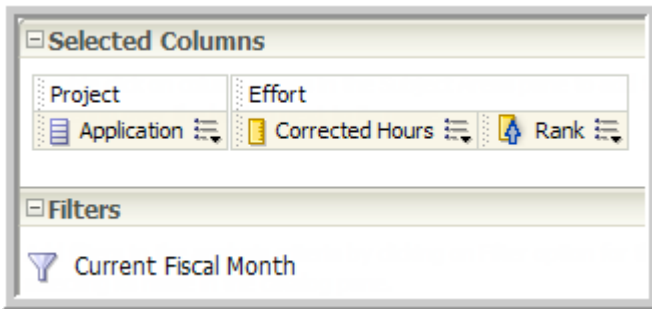 Selected Columns
Project Effort
Application Corrected Hours Rank
Filters
Current Fiscal Month